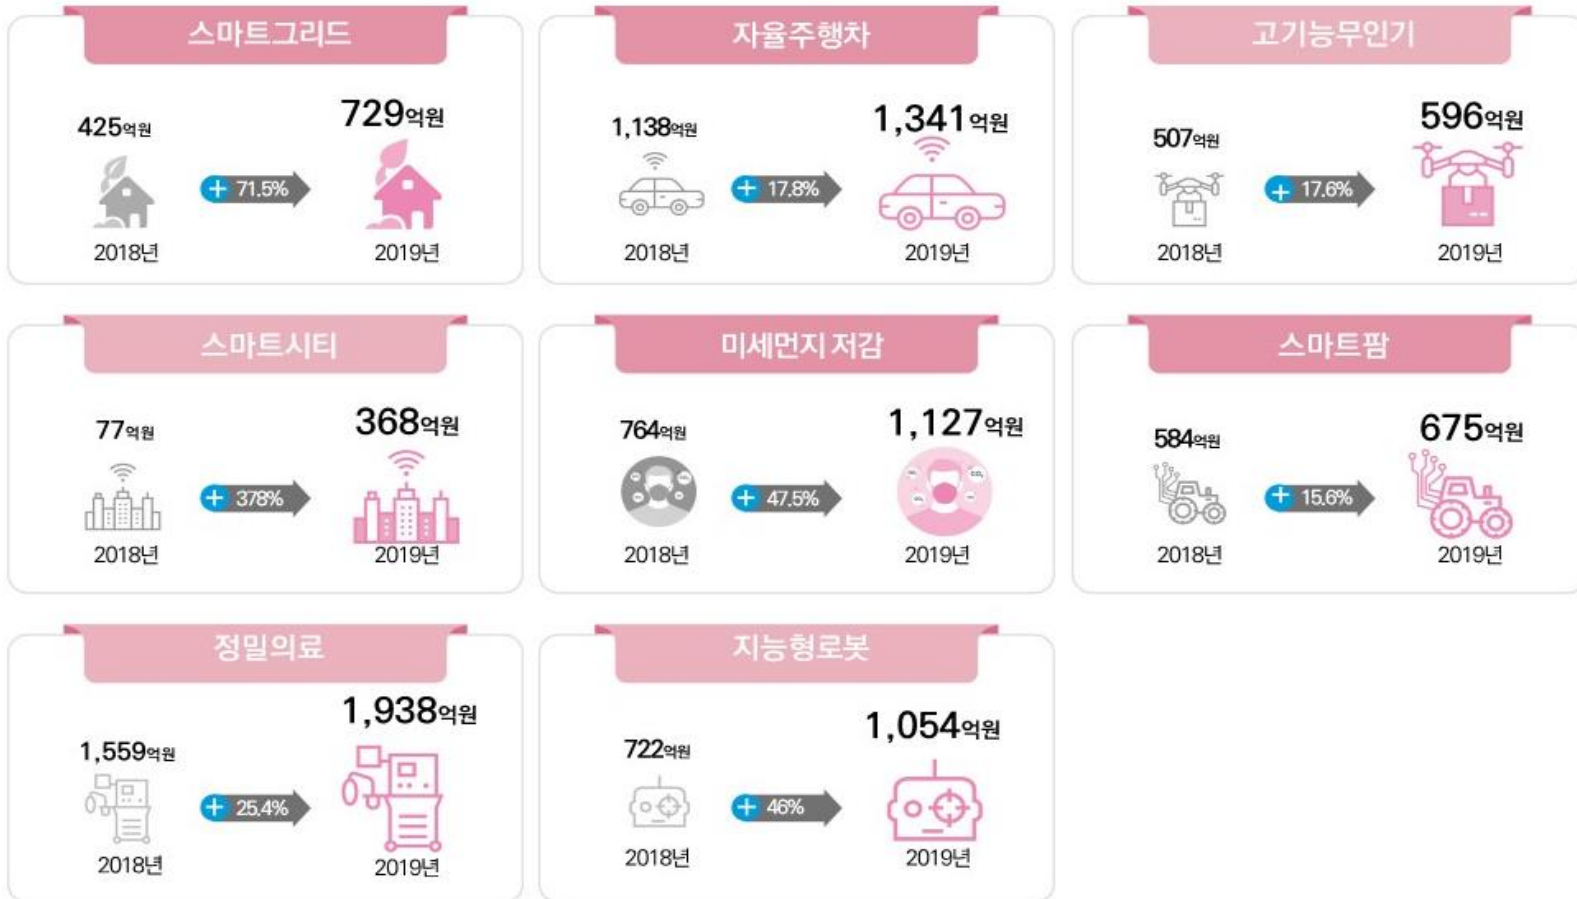 스마트그리드
425억원
729억원
+ 71.5%
2018년
2019년
자율주행차
1,138억원
1,341억원
+ 17.8%
2018년
2019년
고기능무인기
507억원
596억원
+ 17.6%
2018년
2019년
스마트시티
77억원
368억원
+ 378%
2018년
2019년
미세먼지 저감
764억원
1,127억원
+ 47.5%
2018년
2019년
스마트팜
584억원
675억원
+ 15.6%
2018년
2019년
정밀의료
1,559억원
1,938억원
+ 25.4%
2018년
2019년
지능형로봇
722억원
1,054억원
+ 46%
2018년
2019년